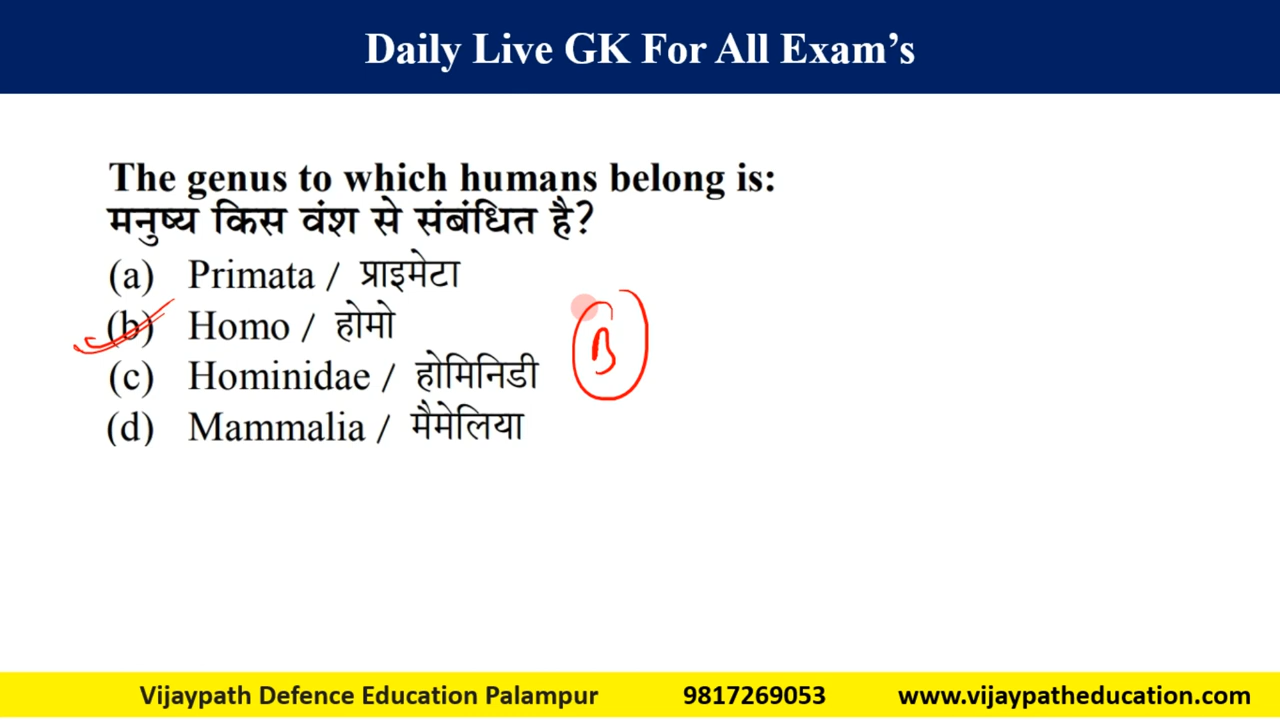 Daily Live GK For All Exam's
The genus to which humans belong is:
मनुष्य किस वंश से संबंधित है?
(a) Primata / प्राइमेटा
(b) Homo / होमो
(c) Hominidae / होमिनिडी
(d) Mammalia / मैमेलिया
B
Vijaypath Defence Education Palampur 9817269053 www.vijaypatheducation.com